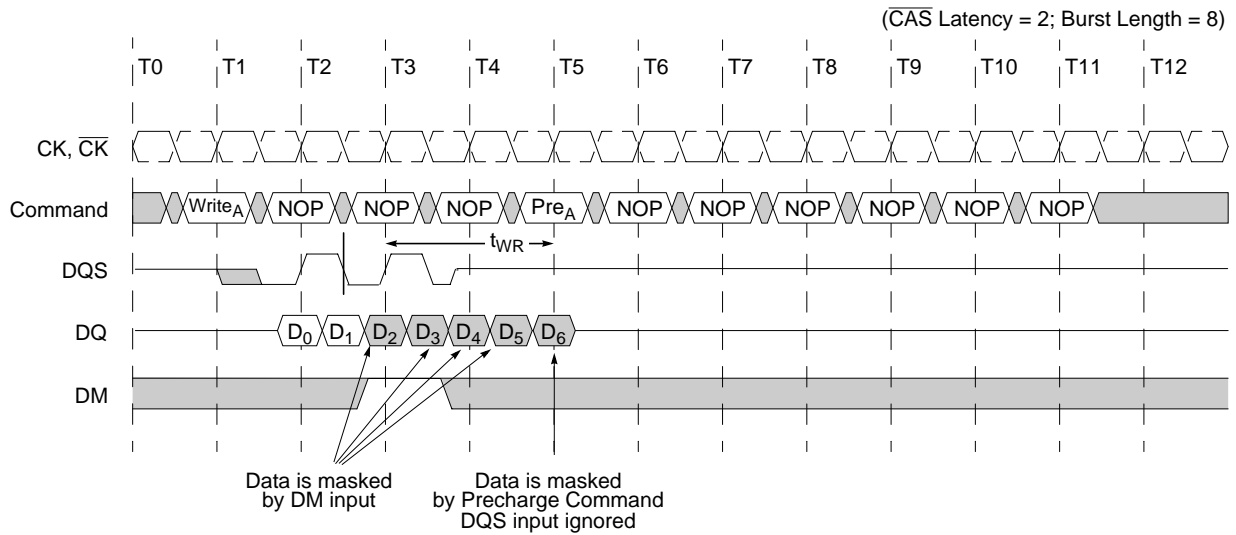 (CAS Latency = 2; Burst Length = 8)
T0 T1 T2 T3 T4 T5 T6 T7 T8 T9 T10 T11 T12
CK, CK
Command WriteA NOP NOP NOP PreA NOP NOP NOP NOP NOP NOP
tWR
DQS
DQ D0 D1 D2 D3 D4 D5 D6
DM
Data is masked
by DM input
Data is masked
by Precharge Command
DQS input ignored